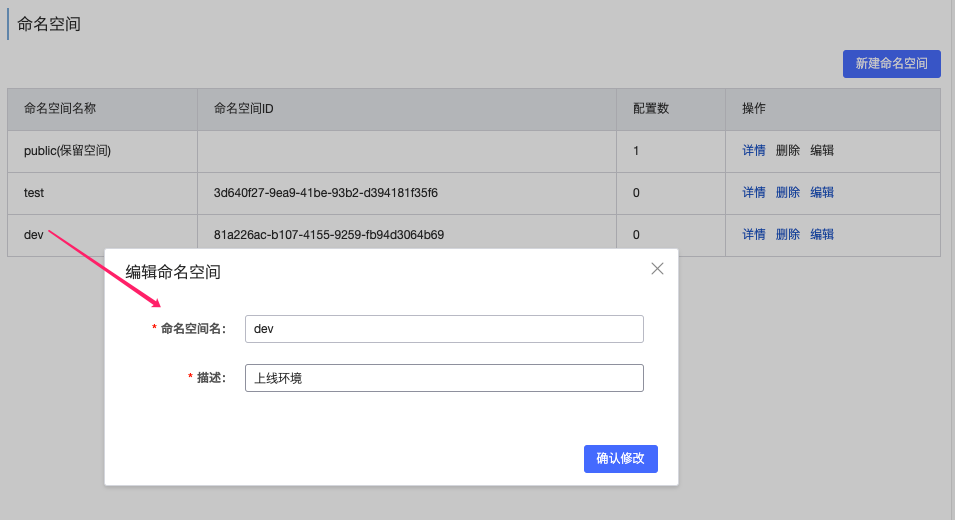 命名空间
新建命名空间
命名空间名称 命名空间ID 配置数 操作
public(保留空间) 1 详情 删除 编辑
test 3d640f27-9ea9-41be-93b2-d394181f35f6 0 详情 删除 编辑
dev 81a226ac-b107-4155-9259-fb94d3064b69 0 详情 删除 编辑
编辑命名空间
* 命名空间名: dev
* 描述: 上线环境
确认修改